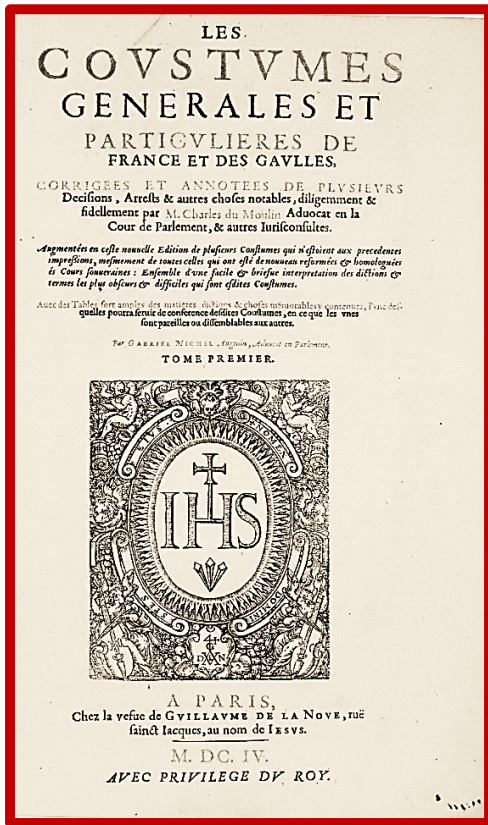 LES
COVSTVMES
GENERALES ET
PARTICVLIERES DE
FRANCE ET DES GAVLLES,
CORRIGEES ET ANNOTEES DE PLVSIEVRS
Decisions, Arrests & autres choses notables, diligemment &
fidellement par M. Charles du Moulin Aduocat en la
Cour de Parlement, & autres Iurisconsultes.
Augmentées en ceste nouuelle Edition de plusieurs Coustumes qui n'estoient aux precedentes
impressions, mesmement de toutes celles qui ont esté de nouueau reformées & homologuées
és Cours souueraines : Ensemble d'vne facile & briefue interpretation des dictions &
termes les plus obscurs & difficiles qui sont esdites Coustumes.
Auec des Tables fort amples des matieres dictions & choses memorables y contenues, l'vne des-
quelles pourra seruir de conference desdites Coustumes, en ce que les vnes
sont pareilles ou dissemblables aux autres.
Par GABRIEL MICHEL Angeuin, Aduocat en Parlement.
TOME PREMIER.
IHS
A PARIS,
Chez la vefue de GVILLAVME DE LA NOVE, ruë
sainct Iacques, au nom de IESVS.
M. DC. IV.
AVEC PRIVILEGE DV ROY.